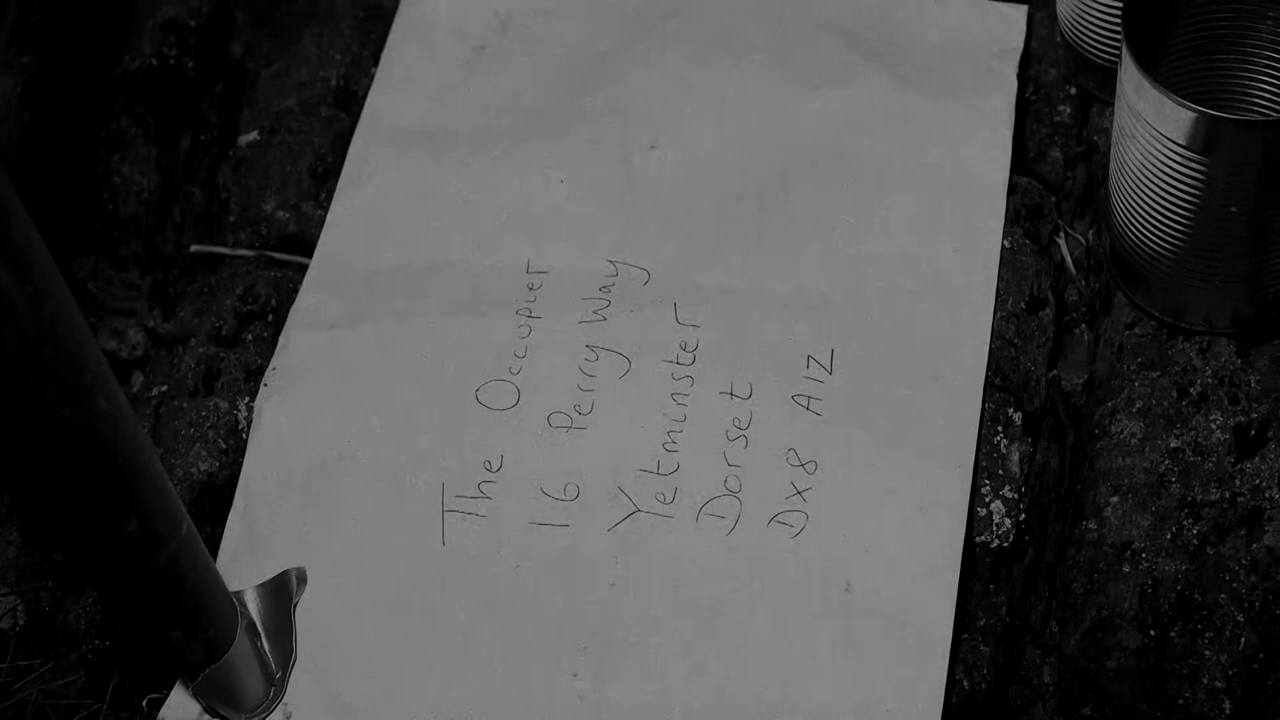 The Occupier
16 Perry Way
Yetminster
Dorset
Dx8 A1Z